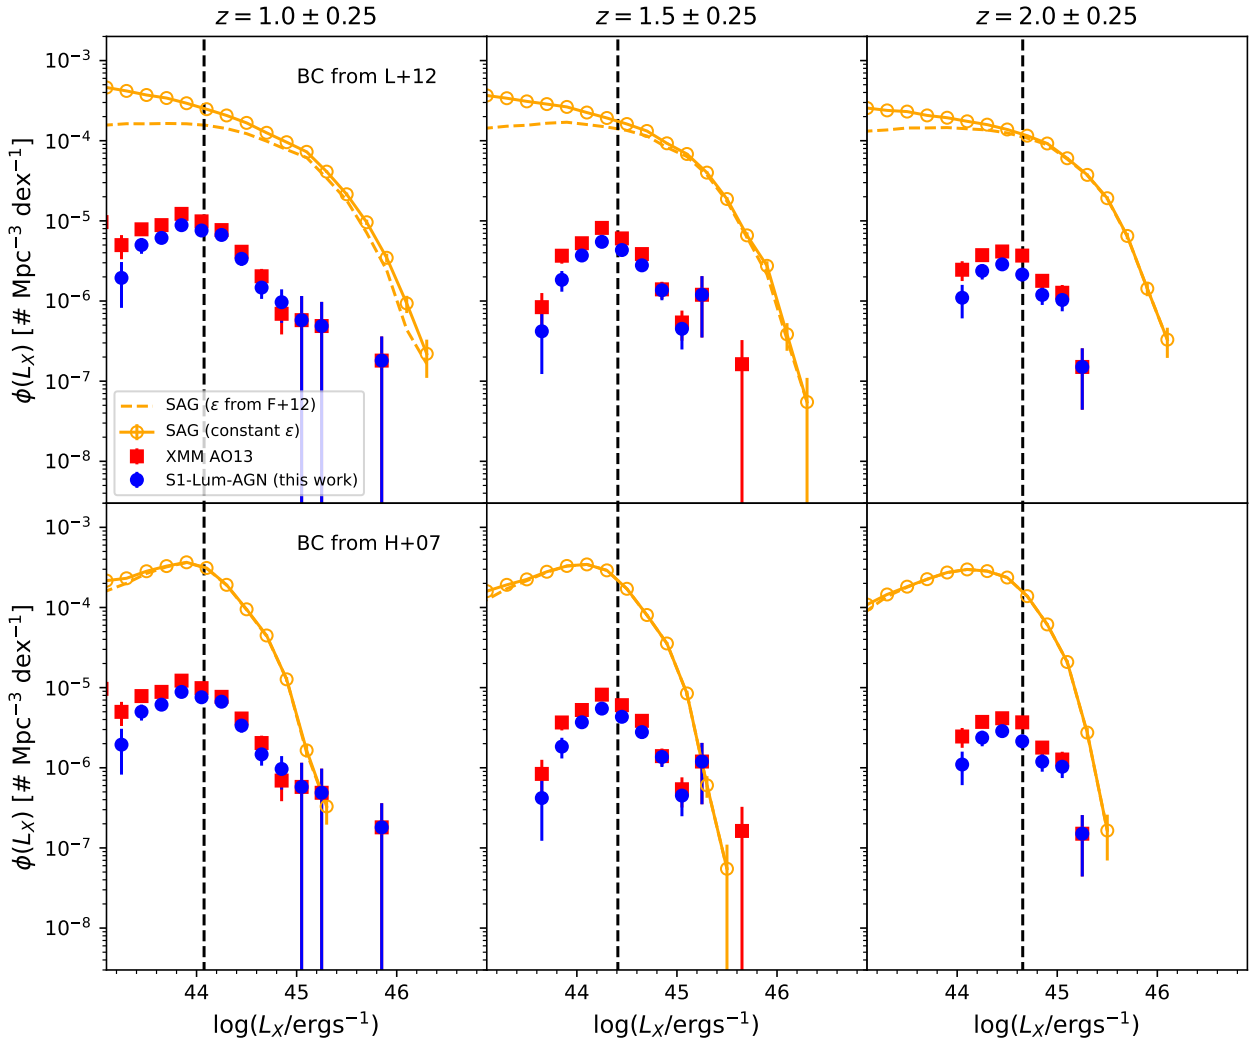 z = 1.0 ± 0.25
z = 1.5 ± 0.25
z = 2.0 ± 0.25
BC from L+12
10⁻³
10⁻⁴
10⁻⁵
10⁻⁶
10⁻⁷
10⁻⁸
ϕ(L_X) [# Mpc⁻³ dex⁻¹]
SAG (ε from F+12)
SAG (constant ε)
XMM AO13
S1-Lum-AGN (this work)
BC from H+07
10⁻³
10⁻⁴
10⁻⁵
10⁻⁶
10⁻⁷
10⁻⁸
ϕ(L_X) [# Mpc⁻³ dex⁻¹]
44 45 46
44 45 46
44 45 46
log(L_X/ergs⁻¹)
log(L_X/ergs⁻¹)
log(L_X/ergs⁻¹)